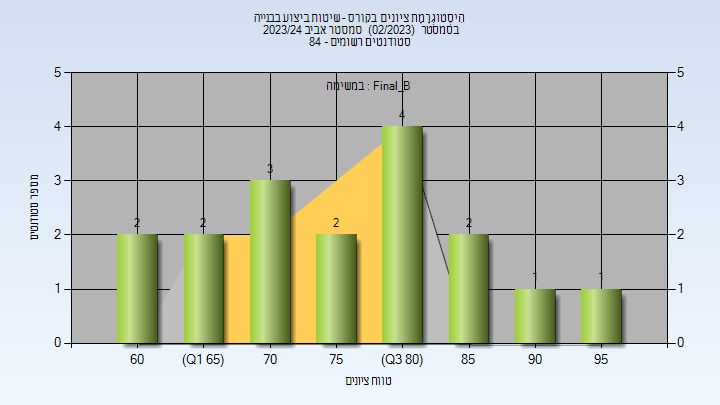 היסטוגרמת ציונים בקורס - שיטות ביצוע בבנייה
בסמסטר (02/2023) סמסטר אביב 2023/24
סטודנטים רשומים - 84
במשימה : Final_B
מספר סטודנטים
5 5
4 4
3 3
2 2
1 1
0 0
2 2 3 2 4 2 1 1
60 (Q1 65) 70 75 (Q3 80) 85 90 95
טווח ציונים